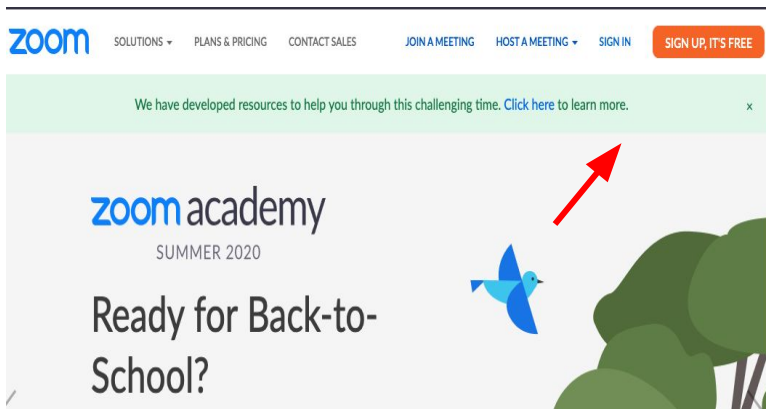 zoom SOLUTIONS PLANS & PRICING CONTACT SALES JOIN A MEETING HOST A MEETING SIGN IN SIGN UP, IT'S FREE
We have developed resources to help you through this challenging time. Click here to learn more. x
zoom academy
SUMMER 2020
Ready for Back-to-
School?